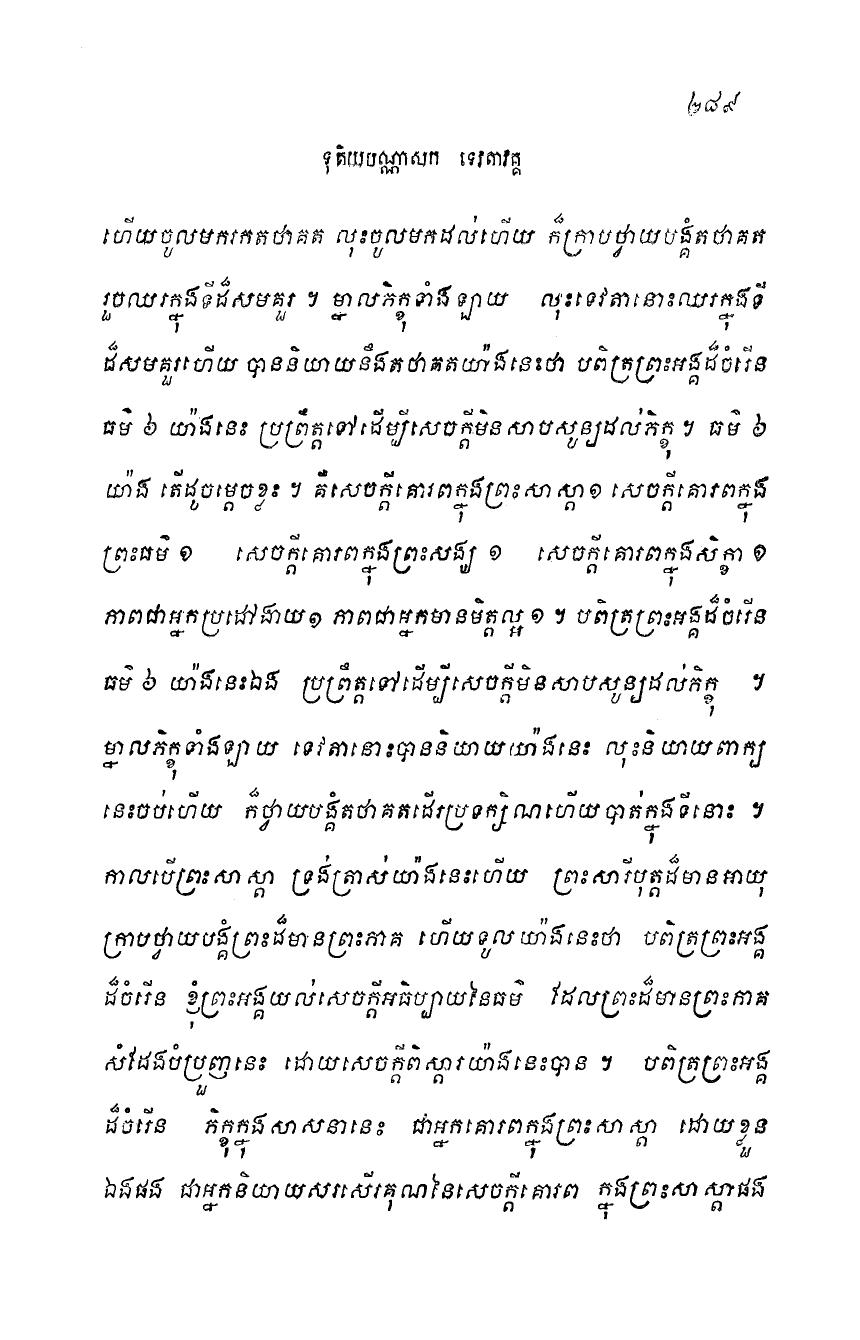 ២៨៩
ទុតិយបណ្ណាសក ទេវតាវគ្គ
ហើយចូលមករកតថាគត លុះចូលមកដល់ហើយ ក៏ក្រាបថ្វាយបង្គំតថាគត
រួចឈរក្នុងទីដ៏សមគួរ ។ ម្នាលភិក្ខុទាំងឡាយ លុះទេវតានោះឈរក្នុងទី
ដ៏សមគួរហើយ បាននិយាយនឹងតថាគតយ៉ាងនេះថា បពិត្រព្រះអង្គដ៏ចំរើន
ធម៌ ៦ យ៉ាងនេះ ប្រព្រឹត្តទៅដើម្បីសេចក្តីមិនសាបសូន្យដល់ភិក្ខុ ។ ធម៌ ៦
យ៉ាង តើដូចម្តេចខ្លះ ។ គឺសេចក្តីគោរពក្នុងព្រះសាស្តា ១ សេចក្តីគោរពក្នុង
ព្រះធម៌ ១ សេចក្តីគោរពក្នុងព្រះសង្ឃ ១ សេចក្តីគោរពក្នុងសិក្ខា ១
ភាពជាអ្នកប្រដៅងាយ ១ ភាពជាអ្នកមានមិត្តល្អ ១ ។ បពិត្រព្រះអង្គដ៏ចំរើន
ធម៌ ៦ យ៉ាងនេះឯង ប្រព្រឹត្តទៅដើម្បីសេចក្តីមិនសាបសូន្យដល់ភិក្ខុ ។
ម្នាលភិក្ខុទាំងឡាយ ទេវតានោះបាននិយាយយ៉ាងនេះ លុះនិយាយពាក្យ
នេះចប់ហើយ ក៏ថ្វាយបង្គំតថាគតដើរប្រទក្សិណហើយបាត់ក្នុងទីនោះ ។
កាលបើព្រះសាស្តា ទ្រង់ត្រាស់យ៉ាងនេះហើយ ព្រះសារីបុត្តដ៏មានអាយុ
ក្រាបថ្វាយបង្គំព្រះដ៏មានព្រះភាគ ហើយទូលយ៉ាងនេះថា បពិត្រព្រះអង្គ
ដ៏ចំរើន ខ្ញុំព្រះអង្គយល់សេចក្តីអធិប្បាយនៃធម៌ ដែលព្រះដ៏មានព្រះភាគ
សំដែងបំប្រួញនេះ ដោយសេចក្តីពិស្តារយ៉ាងនេះបាន ។ បពិត្រព្រះអង្គ
ដ៏ចំរើន ភិក្ខុក្នុងសាសនានេះ ជាអ្នកគោរពក្នុងព្រះសាស្តា ដោយខ្លួន
ឯងផង ជាអ្នកនិយាយសរសើរគុណនៃសេចក្តីគោរព ក្នុងព្រះសាស្តាផង